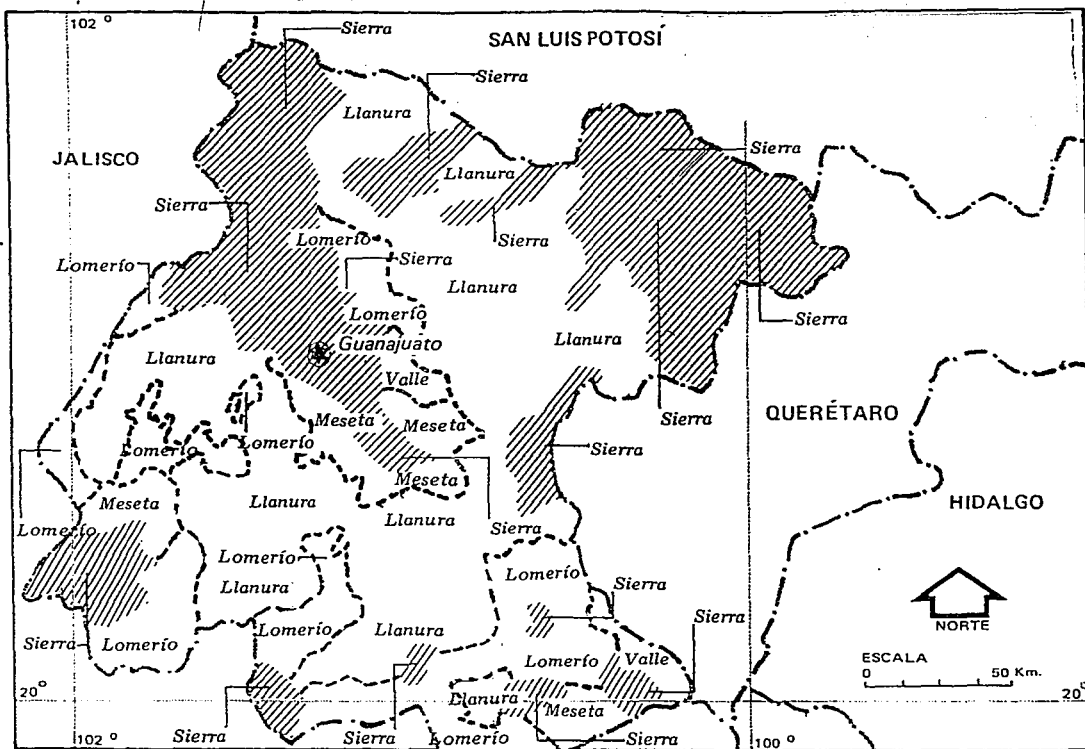 102 °
Sierra
SAN LUIS POTOSÍ
Sierra
Llanura
JALISCO
Sierra
Llanura
Sierra
Lomerío
Sierra
Sierra
Lomerío
Llanura
Sierra
Lomerío
Guanajuato
Llanura
Llanura
Valle
Sierra
QUERÉTARO
Meseta
Meseta
Lomerío
Lomerío
Sierra
Meseta
Meseta
Llanura
Llanura
HIDALGO
Lomerío
Sierra
Lomerío
Lomerío
Llanura
Sierra
NORTE
Sierra
Lomerío
Lomerío
Llanura
Lomerío
Valle
Sierra
ESCALA
0 50 Km.
20°
Llanura
Meseta
20°
Sierra
Sierra
Lomerío
102 °
100 °